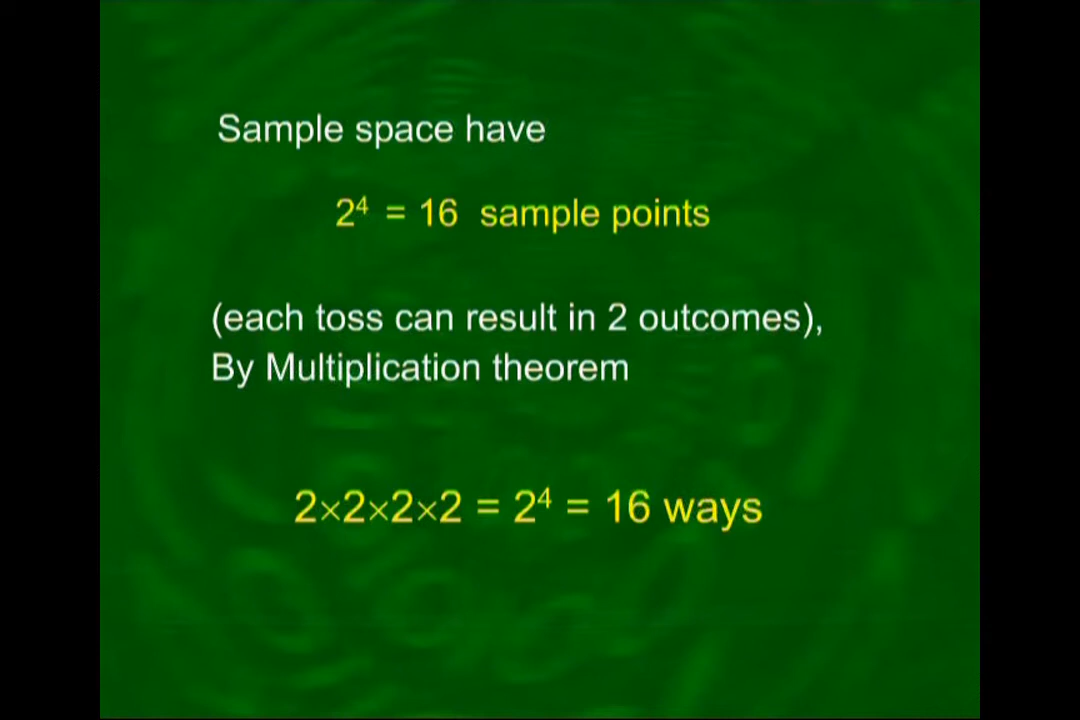 Sample space have
2⁴ = 16 sample points
(each toss can result in 2 outcomes),
By Multiplication theorem
2×2×2×2 = 2⁴ = 16 ways